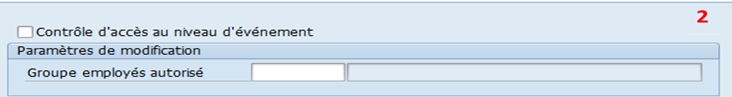 2
Contrôle d'accès au niveau d'événement
Paramètres de modification
Groupe employés autorisé